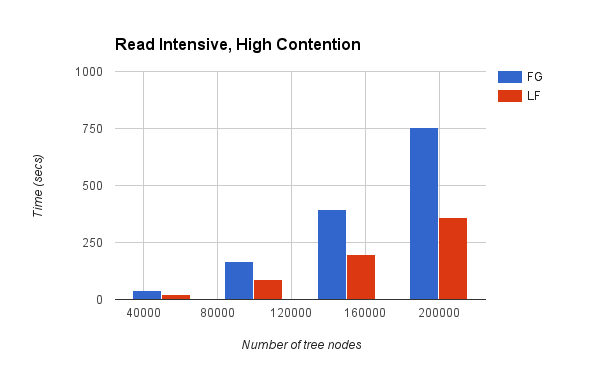 Read Intensive, High Contention
1000
750
500
250
0
Time (secs)
40000 80000 120000 160000 200000
Number of tree nodes
FG
LF